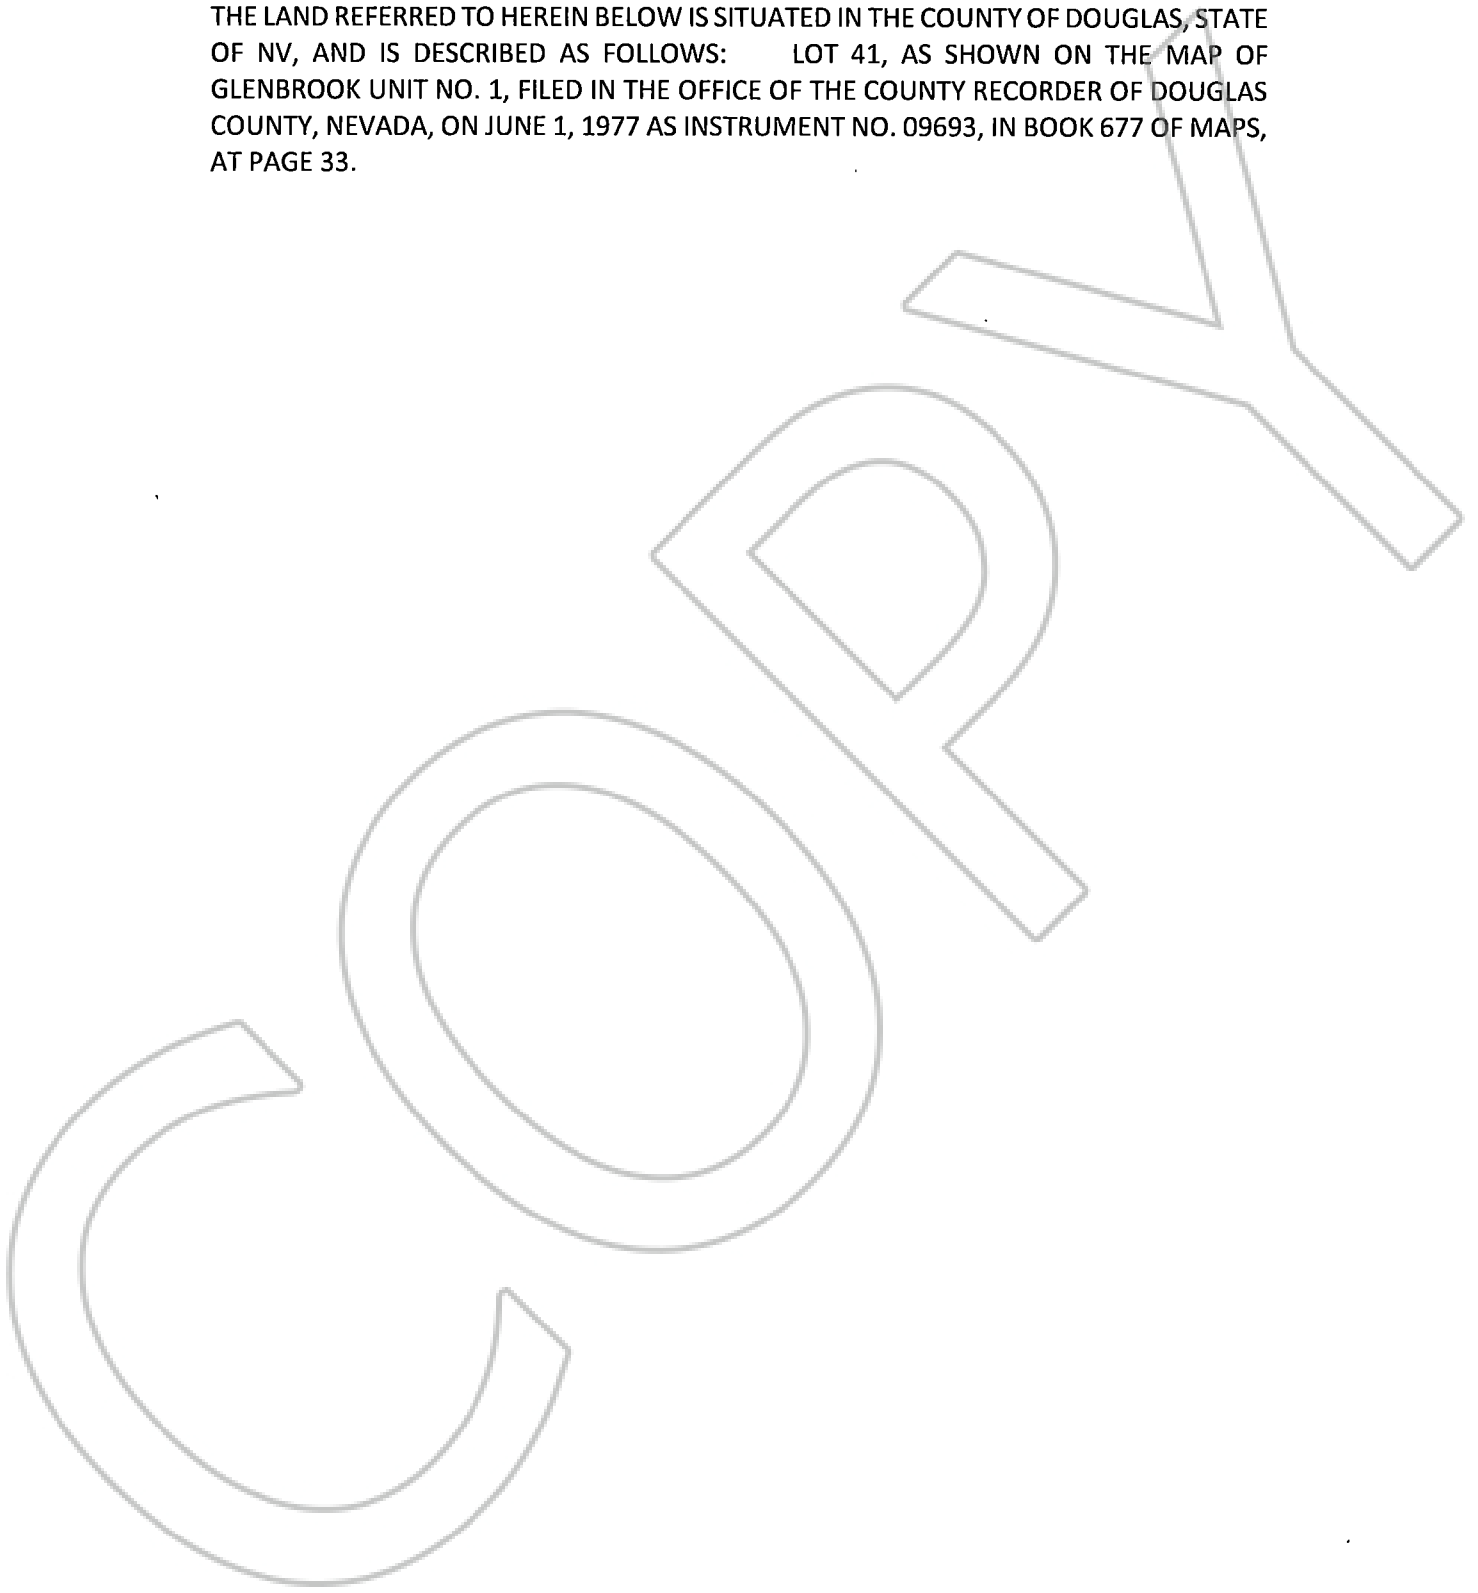 THE LAND REFERRED TO HEREIN BELOW IS SITUATED IN THE COUNTY OF DOUGLAS, STATE
OF NV, AND IS DESCRIBED AS FOLLOWS: LOT 41, AS SHOWN ON THE MAP OF
GLENBROOK UNIT NO. 1, FILED IN THE OFFICE OF THE COUNTY RECORDER OF DOUGLAS
COUNTY, NEVADA, ON JUNE 1, 1977 AS INSTRUMENT NO. 09693, IN BOOK 677 OF MAPS,
AT PAGE 33.
COPY